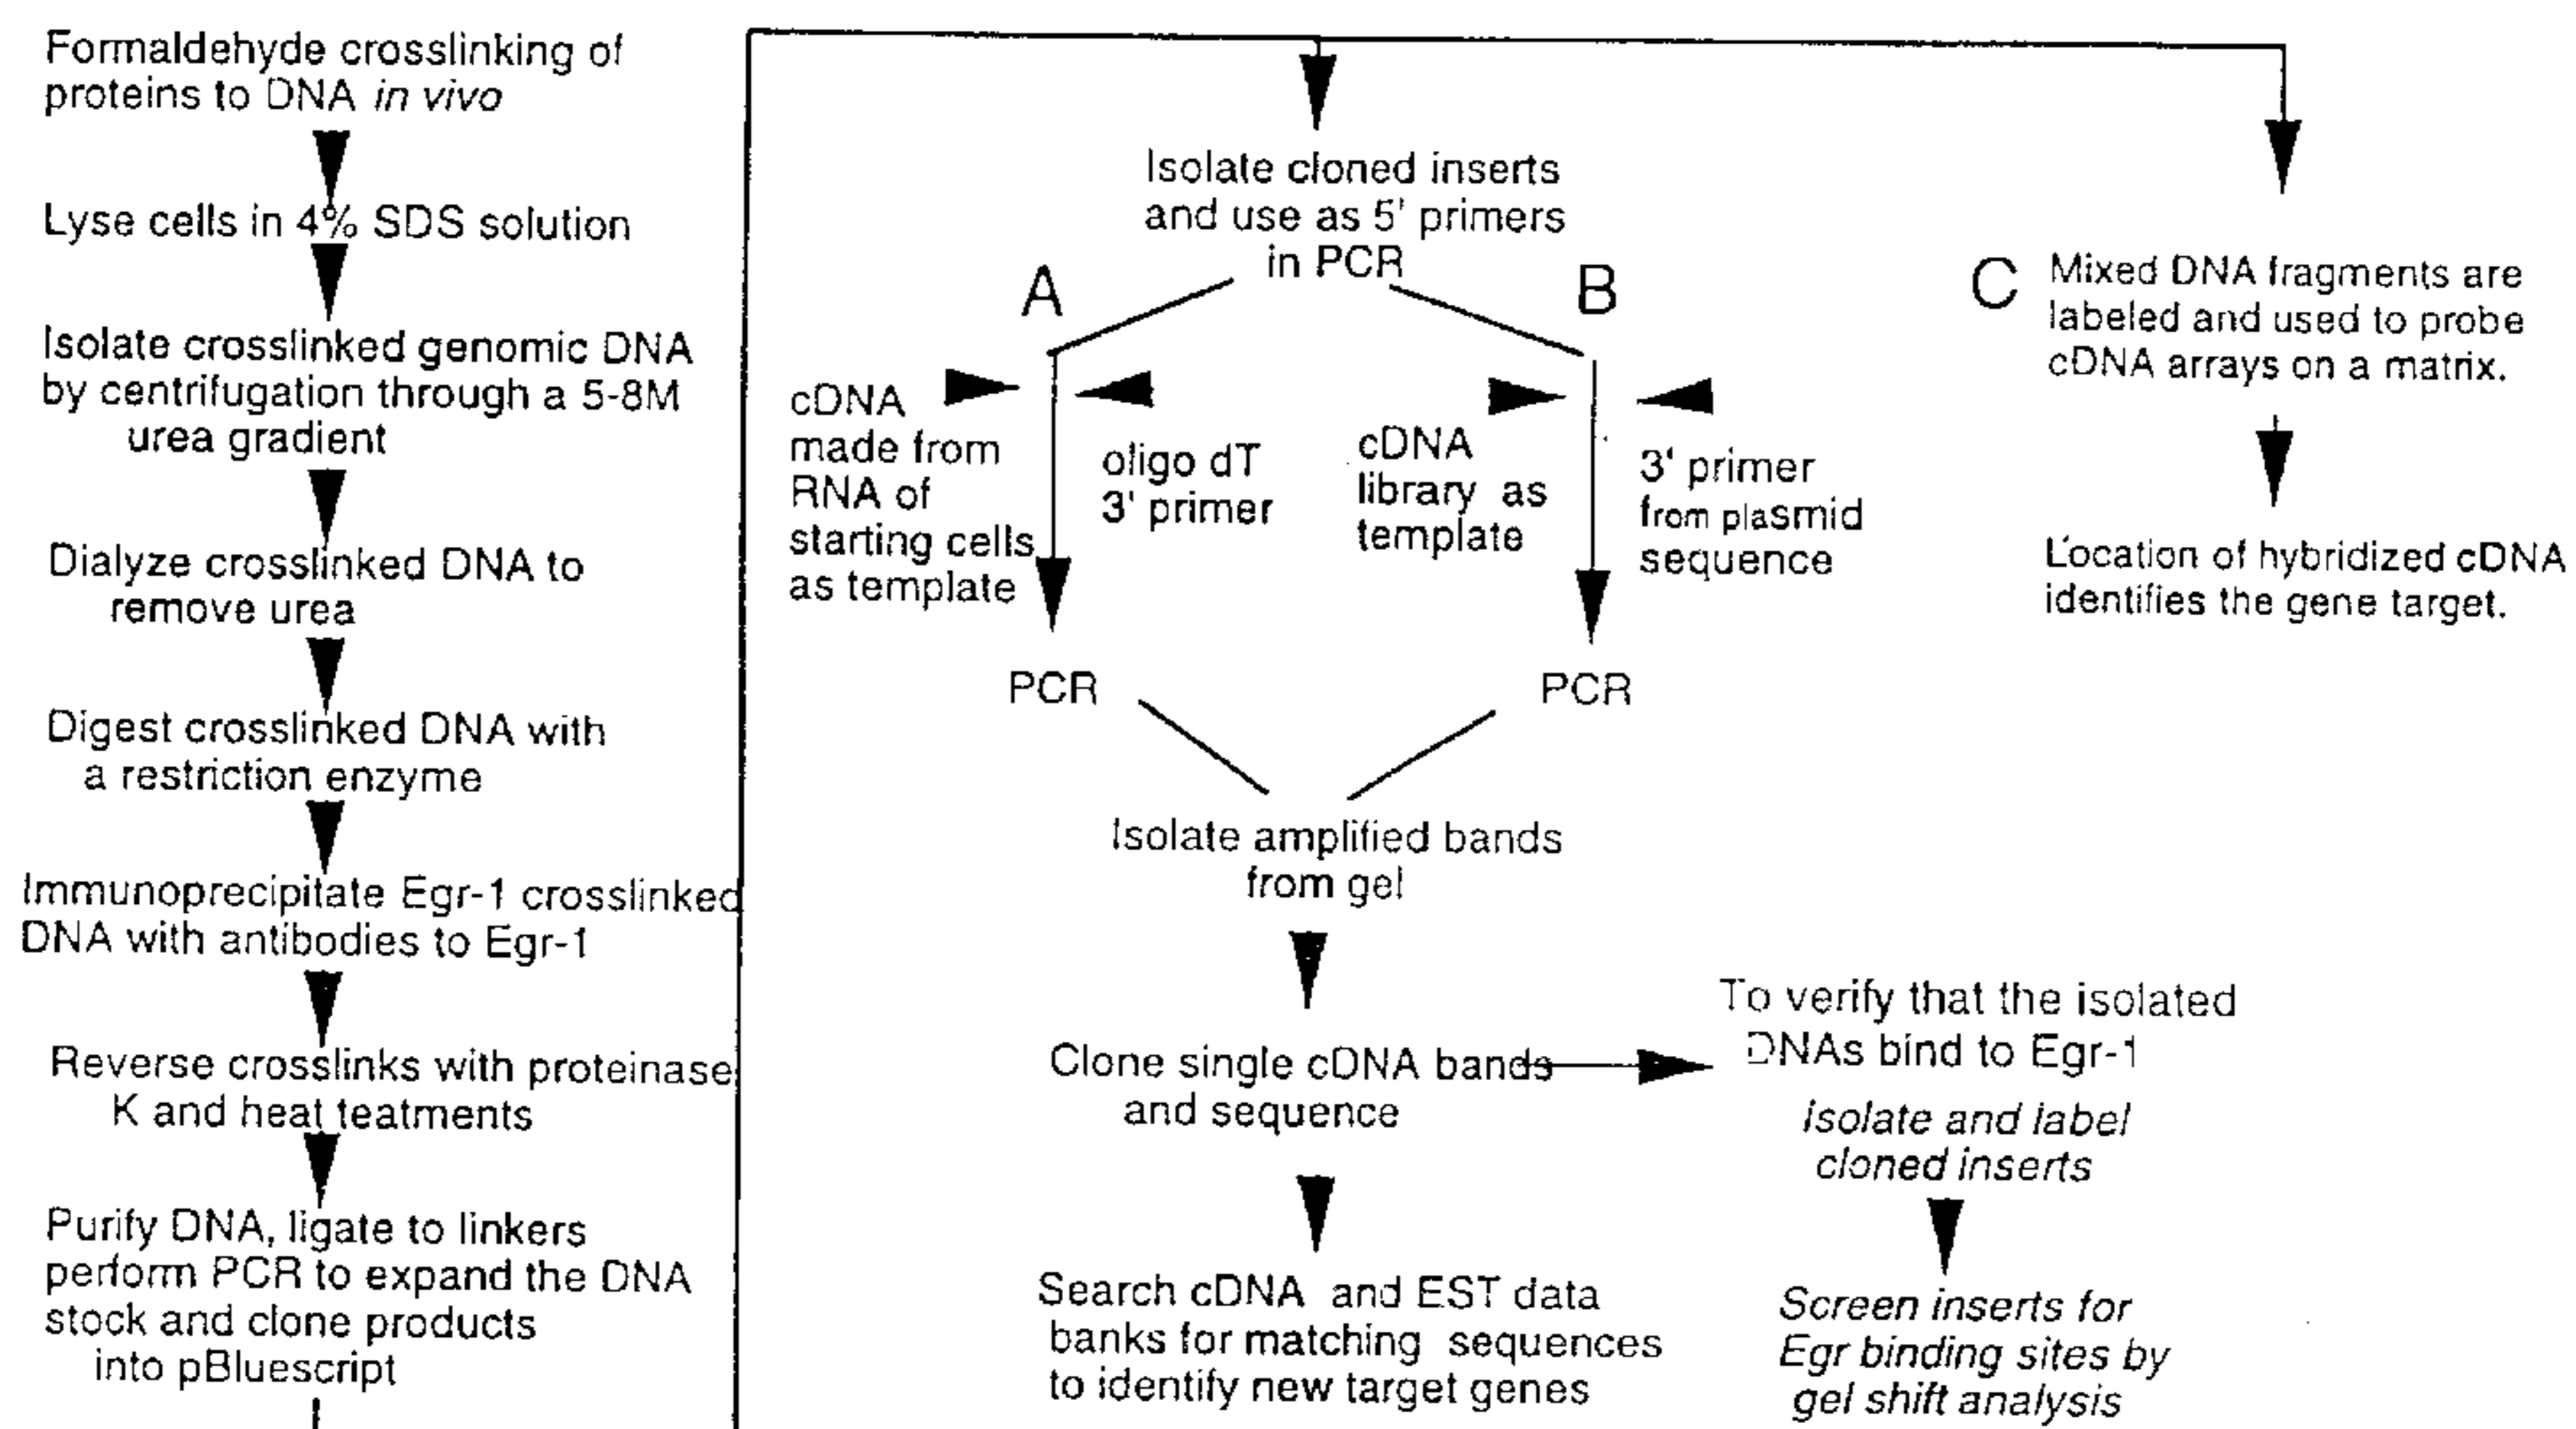 Formaldehyde crosslinking of
proteins to DNA in vivo
Lyse cells in 4% SDS solution
Isolate crosslinked genomic DNA
by centrifugation through a 5-8M
urea gradient
Dialyze crosslinked DNA to
remove urea
Digest crosslinked DNA with
a restriction enzyme
Immunoprecipitate Egr-1 crosslinked
DNA with antibodies to Egr-1
Reverse crosslinks with proteinase
K and heat teatments
Purify DNA, ligate to linkers
perform PCR to expand the DNA
stock and clone products
into pBluescript
Isolate cloned inserts
and use as 5' primers
in PCR
A
cDNA
made from
RNA of
starting cells
as template
oligo dT
3' primer
PCR
B
cDNA
library as
template
3' primer
from plasmid
sequence
PCR
Isolate amplified bands
from gel
Clone single cDNA bands
and sequence
Search cDNA and EST data
banks for matching sequences
to identify new target genes
To verify that the isolated
DNAs bind to Egr-1
isolate and label
cloned inserts
Screen inserts for
Egr binding sites by
gel shift analysis
C
Mixed DNA fragments are
labeled and used to probe
cDNA arrays on a matrix.
Location of hybridized cDNA
identifies the gene target.